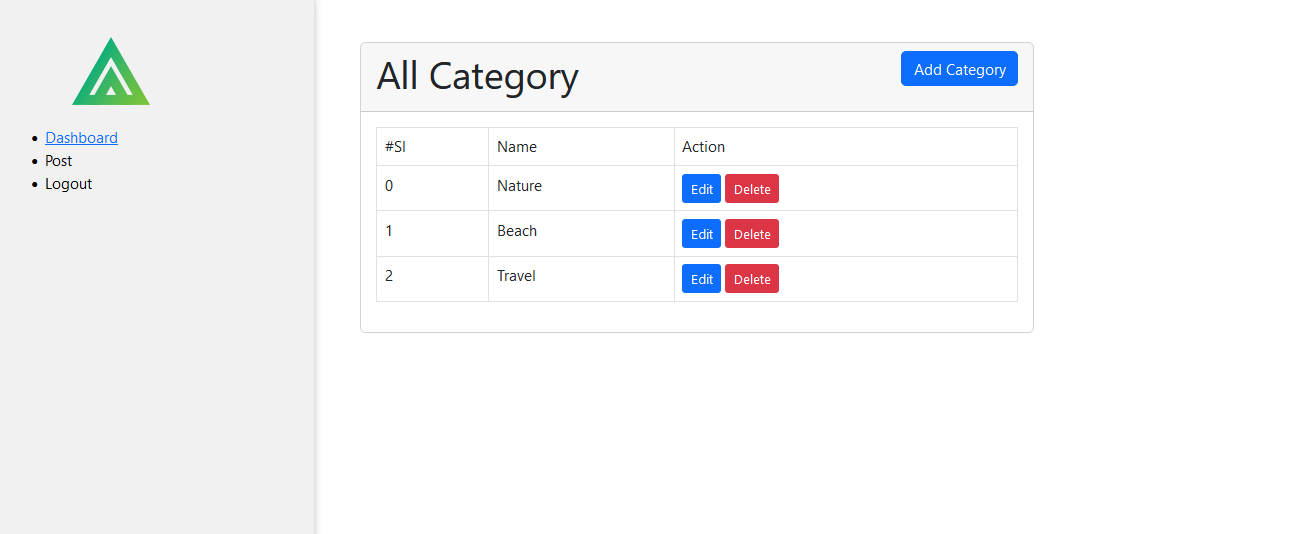 Dashboard
Post
Logout
All Category
Add Category
#Sl Name Action
0 Nature Edit Delete
1 Beach Edit Delete
2 Travel Edit Delete